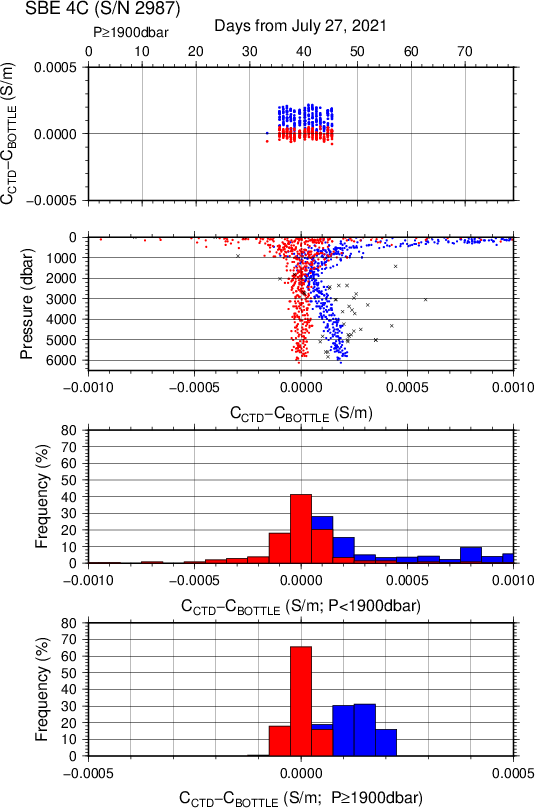 SBE 4C (S/N 2987)
P≥1900dbar
Days from July 27, 2021
0 10 20 30 40 50 60 70
0.0005
0.0000
−0.0005
C_CTD−C_BOTTLE (S/m)
0
1000
2000
3000
4000
5000
6000
Pressure (dbar)
−0.0010 −0.0005 0.0000 0.0005 0.0010
C_CTD−C_BOTTLE (S/m)
80
70
60
50
40
30
20
10
0
Frequency (%)
−0.0010 −0.0005 0.0000 0.0005 0.0010
C_CTD−C_BOTTLE (S/m; P<1900dbar)
80
70
60
50
40
30
20
10
0
Frequency (%)
−0.0005 0.0000 0.0005
C_CTD−C_BOTTLE (S/m; P≥1900dbar)